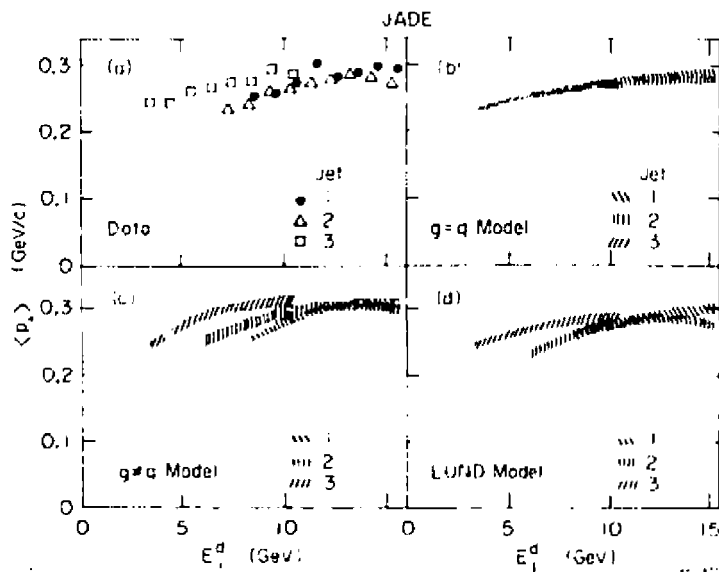 JADE
(a)
0.3
0.2
0.1
0
Data
Jet
1
2
3
(b)
g=q Model
Jet
1
2
3
⟨p⊥⟩ (GeV/c)
(c)
0.3
0.2
0.1
0
g≠q Model
1
2
3
(d)
LUND Model
1
2
3
0 5 10 0 5 10 15
(GeV) (GeV)